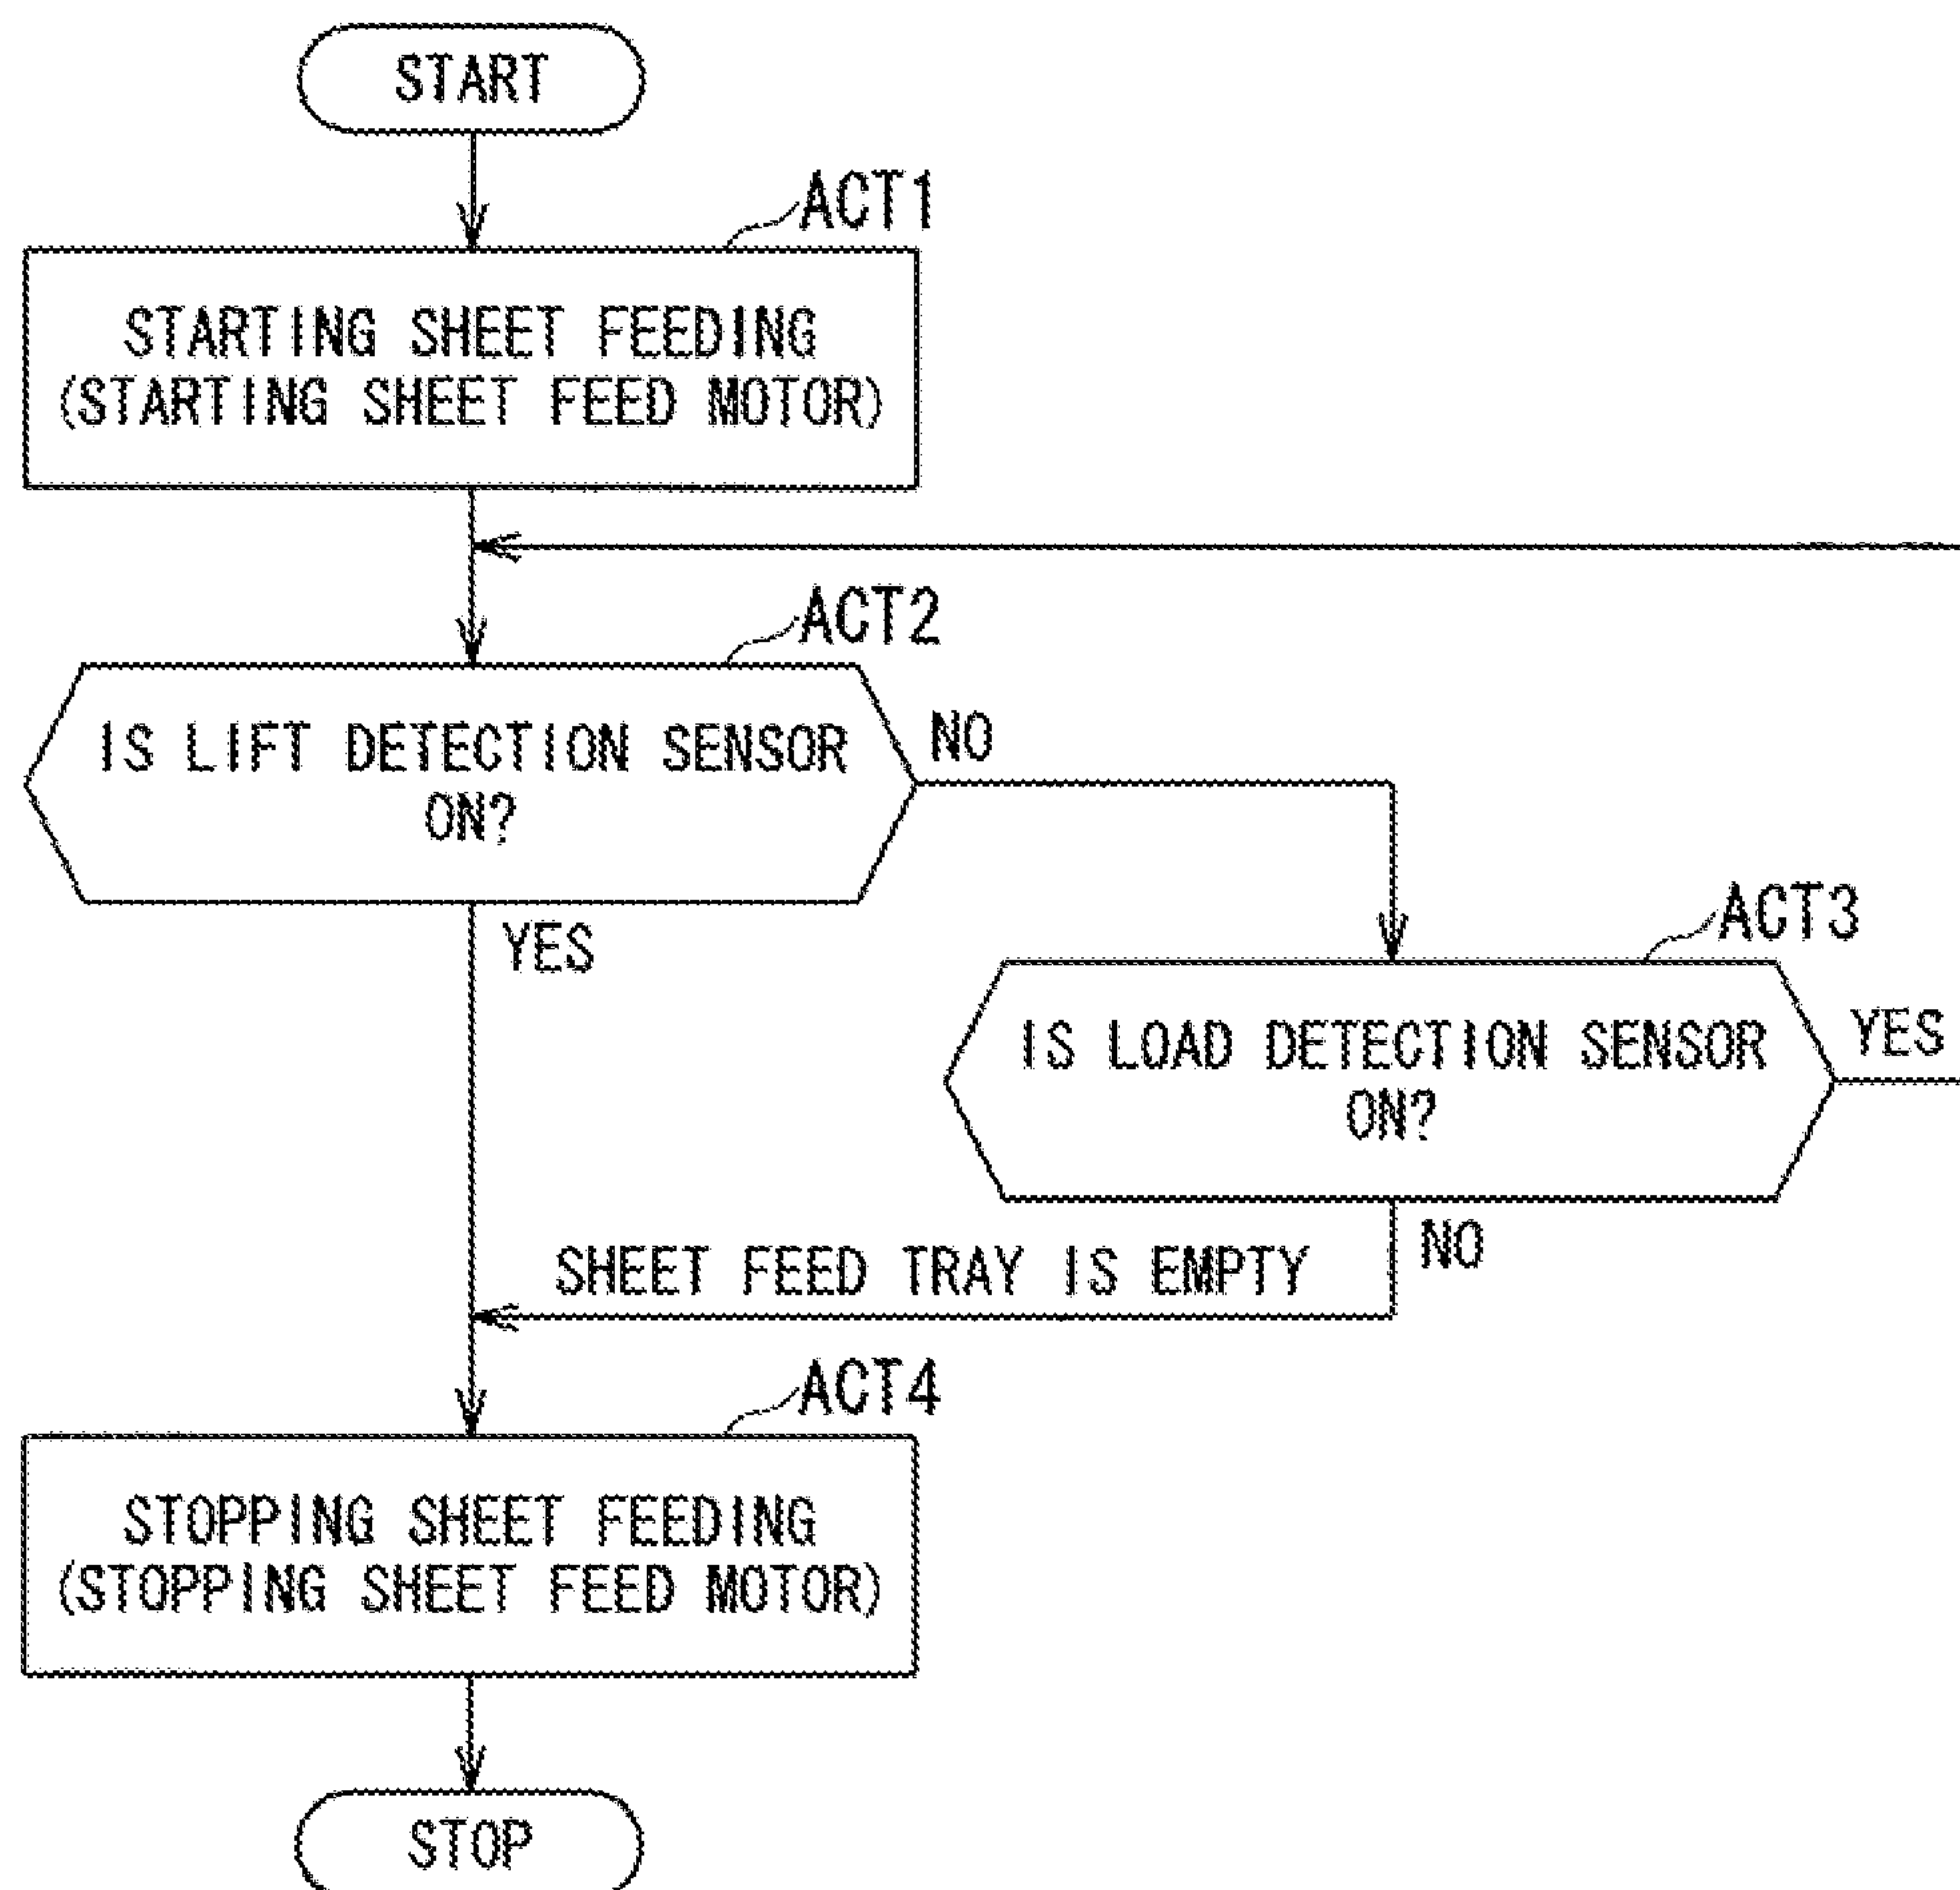 START
ACT1
STARTING SHEET FEEDING
(STARTING SHEET FEED MOTOR)
ACT2
IS LIFT DETECTION SENSOR
ON?
NO
YES
ACT3
IS LOAD DETECTION SENSOR
ON?
YES
NO
SHEET FEED TRAY IS EMPTY
ACT4
STOPPING SHEET FEEDING
(STOPPING SHEET FEED MOTOR)
STOP